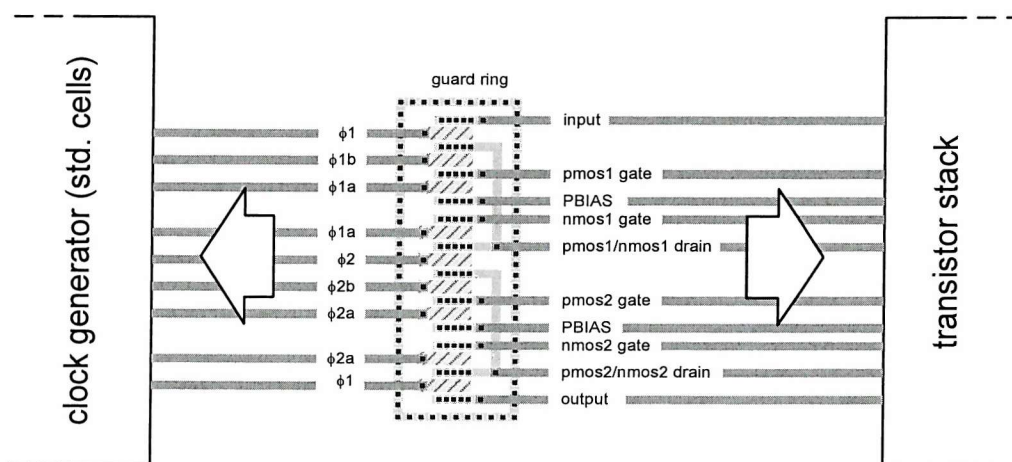 clock generator (std. cells)
guard ring
ϕ1
ϕ1b
ϕ1a
ϕ1a
ϕ2
ϕ2b
ϕ2a
ϕ2a
ϕ1
input
pmos1 gate
PBIAS
nmos1 gate
pmos1/nmos1 drain
pmos2 gate
PBIAS
nmos2 gate
pmos2/nmos2 drain
output
transistor stack